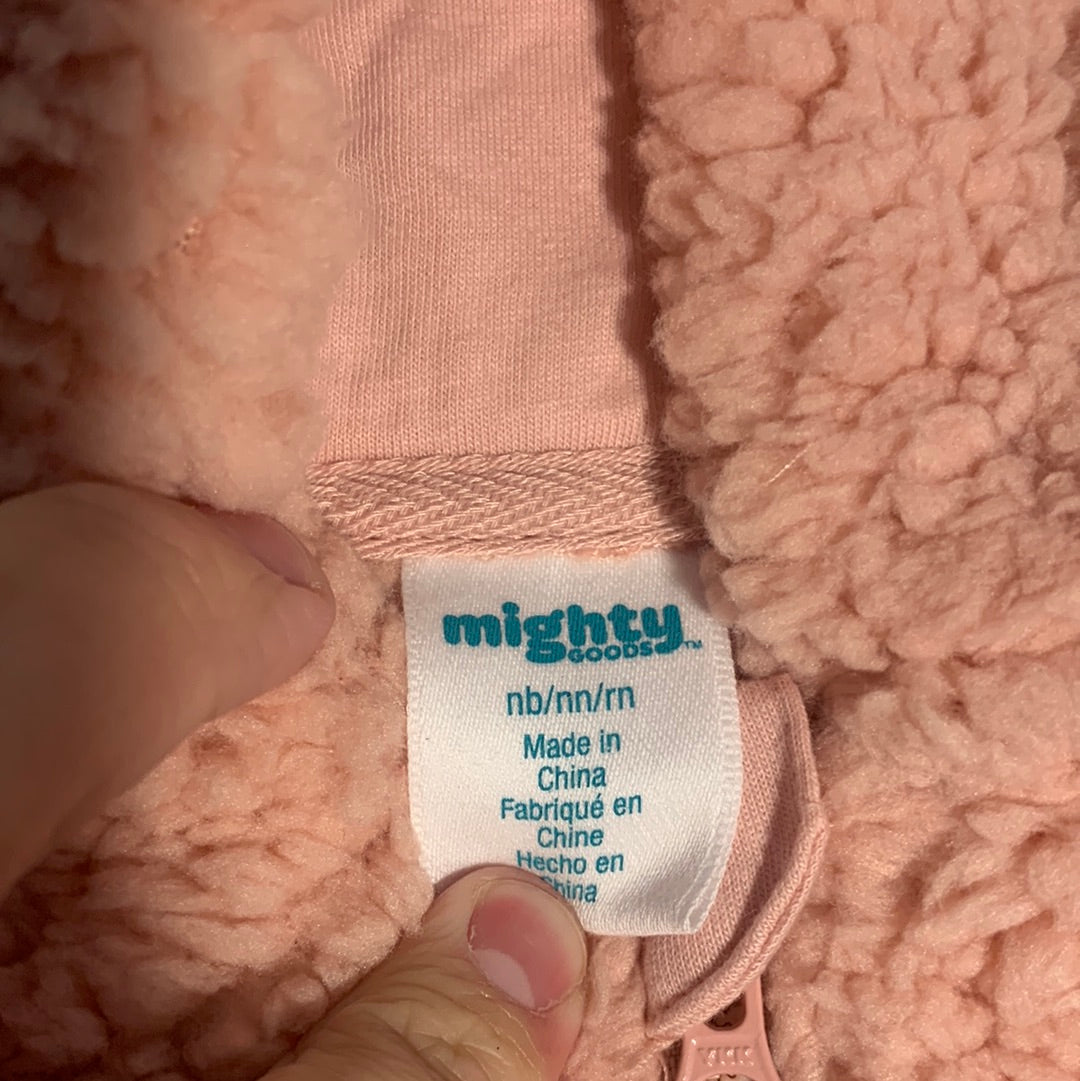 mighty
GOODS™
nb/nn/rn
Made in
China
Fabriqué en
Chine
Hecho en
China